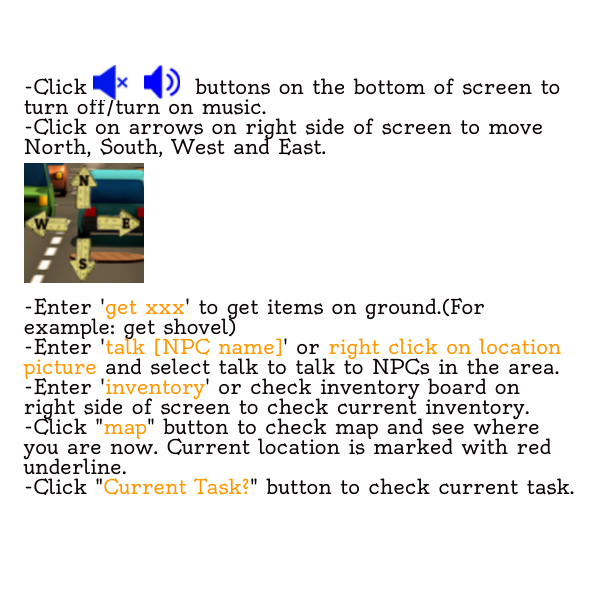 -Click buttons on the bottom of screen to
turn off/turn on music.
-Click on arrows on right side of screen to move
North, South, West and East.
N
W E
S
-Enter 'get xxx' to get items on ground.(For
example: get shovel)
-Enter 'talk [NPC name]' or right click on location
picture and select talk to talk to NPCs in the area.
-Enter 'inventory' or check inventory board on
right side of screen to check current inventory.
-Click "map" button to check map and see where
you are now. Current location is marked with red
underline.
-Click "Current Task?" button to check current task.